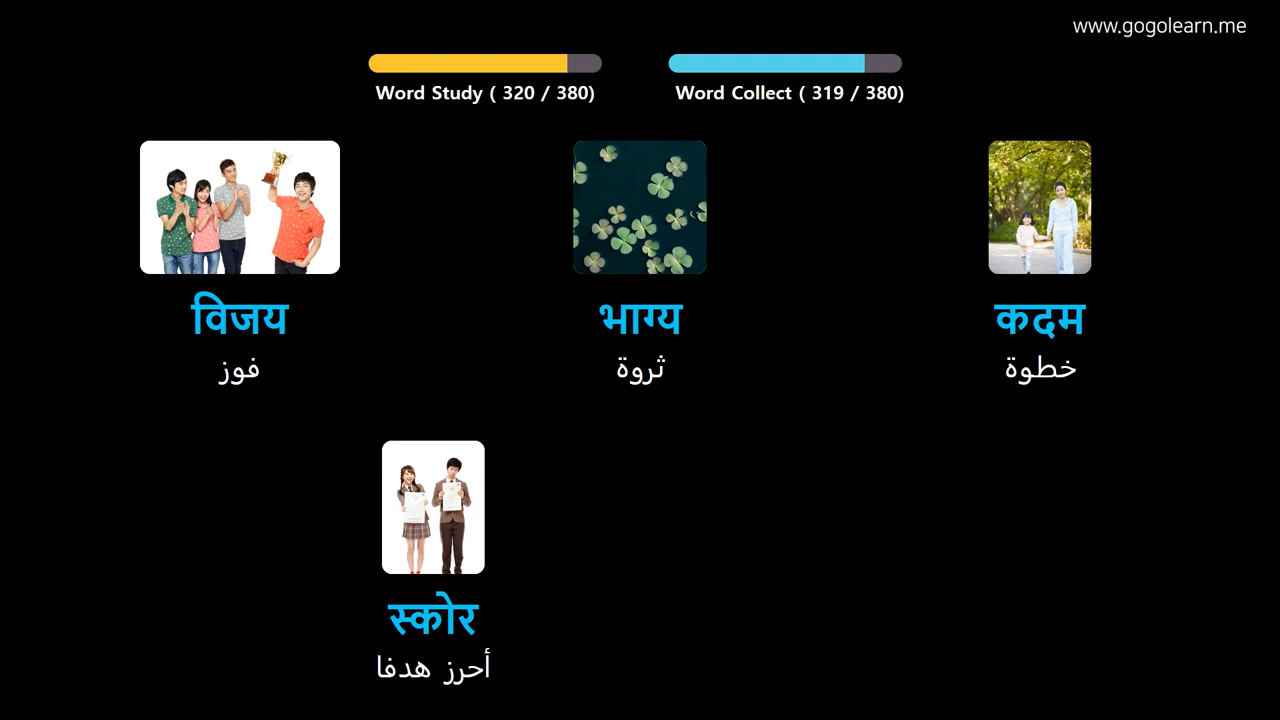 www.gogolearn.me
Word Study ( 320 / 380)
Word Collect ( 319 / 380)
विजय
فوز
भाग्य
ثروة
कदम
خطوة
स्कोर
أحرز هدفا